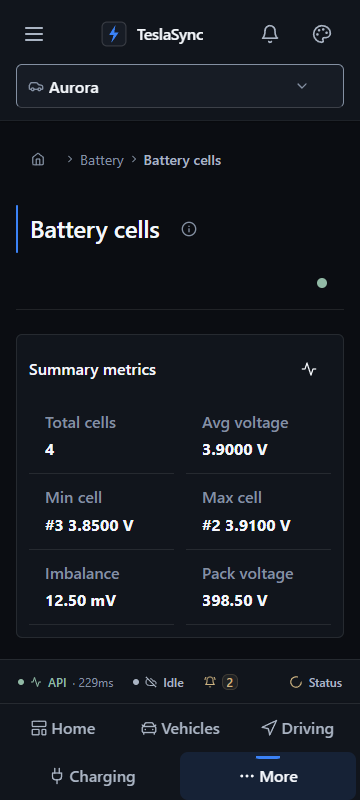 TeslaSync
Aurora
Battery
Battery cells
Battery cells
Summary metrics
Total cells
4
Avg voltage
3.9000 V
Min cell
#3 3.8500 V
Max cell
#2 3.9100 V
Imbalance
12.50 mV
Pack voltage
398.50 V
API · 229ms
Idle
2
Status
Home
Vehicles
Driving
Charging
More